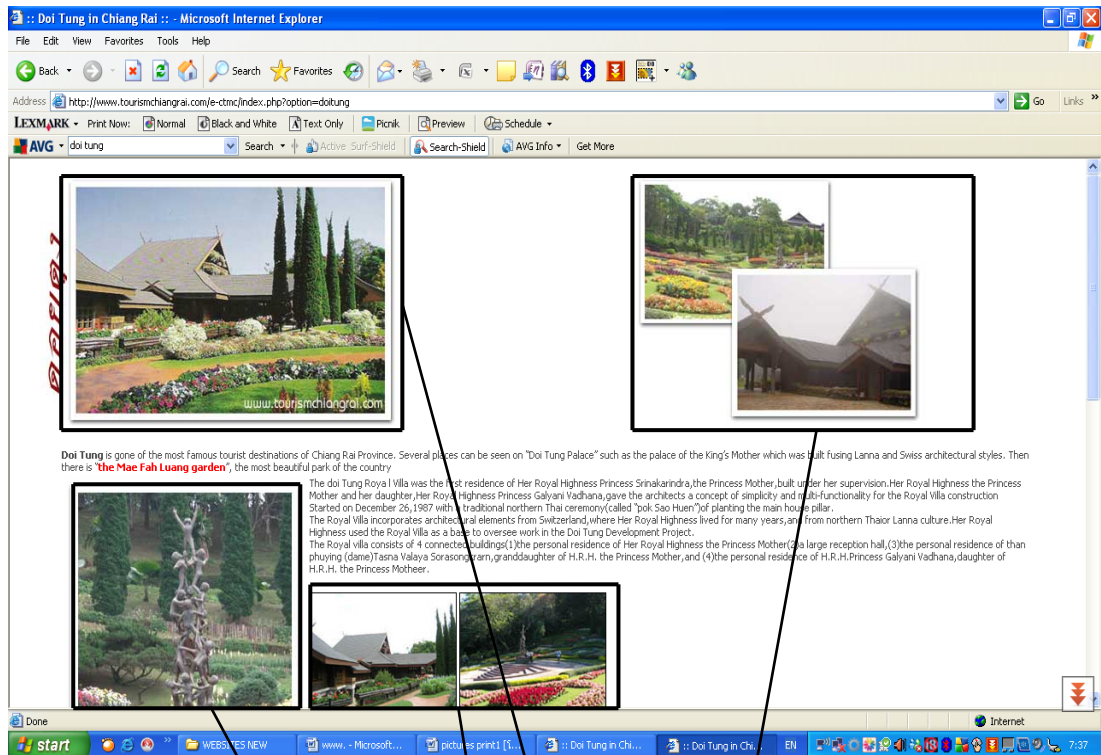 :: Doi Tung in Chiang Rai :: - Microsoft Internet Explorer
File Edit View Favorites Tools Help
Back Search Favorites
Address http://www.tourismchiangrai.com/e-ctmc/index.php?option=doitung Go Links »
LEXMARK Print Now: Normal Black and White Text Only Picnik Preview Schedule
AVG doi tung Search Active Surf-Shield Search-Shield AVG Info Get More
www.tourismchiangrai.com
Doi Tung is gone of the most famous tourist destinations of Chiang Rai Province. Several places can be seen on "Doi Tung Palace" such as the palace of the King's Mother which was built fusing Lanna and Swiss architectural styles. Then
there is "the Mae Fah Luang garden", the most beautiful park of the country
The doi Tung Roya l Villa was the first residence of Her Royal Highness Princess Srinakarindra,the Princess Mother,built under her supervision.Her Royal Highness the Princess
Mother and her daughter,Her Royal Highness Princess Galyani Vadhana,gave the architects a concept of simplicity and multi-functionality for the Royal Villa construction
Started on December 26,1987 with a traditional northern Thai ceremony(called "pok Sao Huen")of planting the main house pillar.
The Royal Villa incorporates architectural elements from Switzerland,where Her Royal Highness lived for many years,and from northern Thaior Lanna culture.Her Royal
Highness used the Royal Villa as a base to oversee work in the Doi Tung Development Project.
The Royal villa consists of 4 connected buildings(1)the personal residence of Her Royal Highness the Princess Mother(2)a large reception hall,(3)the personal residence of than
phuying (dame)Tasna Valaya Sorasongkrarn,granddaughter of H.R.H. the Princess Mother,and (4)the personal residence of H.R.H.Princess Galyani Vadhana,daughter of
H.R.H. the Princess Motheer.
Done Internet
start » WEBSITES NEW www. - Microsoft... pictures print1 :: Doi Tung in Chi... :: Doi Tung in Chi... EN 7:37